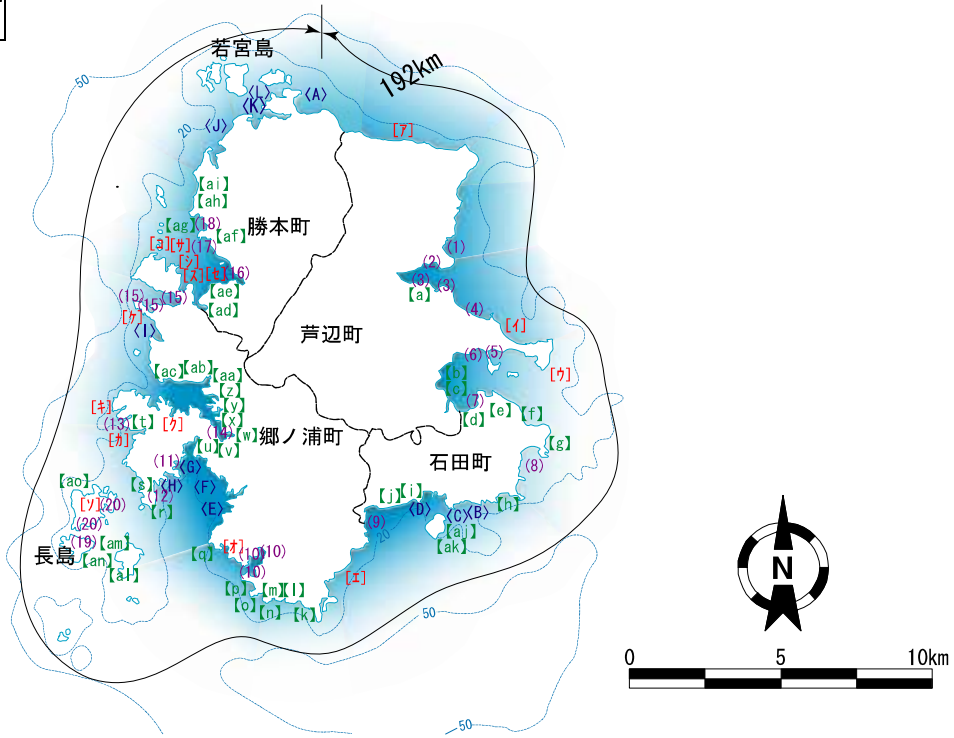 若宮島
192km
50
〈L〉
〈K〉
〈A〉
〈J〉
20
[ア]
【ai】
【ah】
【ag】
(18)
勝本町
【af】
[コ]
[サ]
(17)
(1)
[シ]
(2)
[ス]
[セ]
(16)
(3)
(3)
【ae】
【a】
(15)
(15)
(15)
【ad】
(4)
[ケ]
〈I〉
[イ]
芦辺町
(6)
(5)
【ac】
【ab】
【aa】
【b】
[ウ]
【z】
【c】
[キ]
【y】
(7)
【e】
【f】
(13)
【t】
[ク]
【x】
【d】
[カ]
(14)
【w】
郷ノ浦町
【g】
【u】
【v】
(11)
〈G〉
石田町
(8)
【ao】
【s】
〈H〉
〈F〉
【j】
【i】
(12)
[ソ]
(20)
【r】
〈E〉
〈D〉
【h】
〈C〉
〈B〉
(20)
(9)
20
【aj】
(19)
【am】
【ak】
長島
【q】
[オ]
(10)
(10)
【an】
【al】
(10)
[エ]
【p】
【m】
【l】
【o】
【n】
【k】
50
50
N
0
5
10km